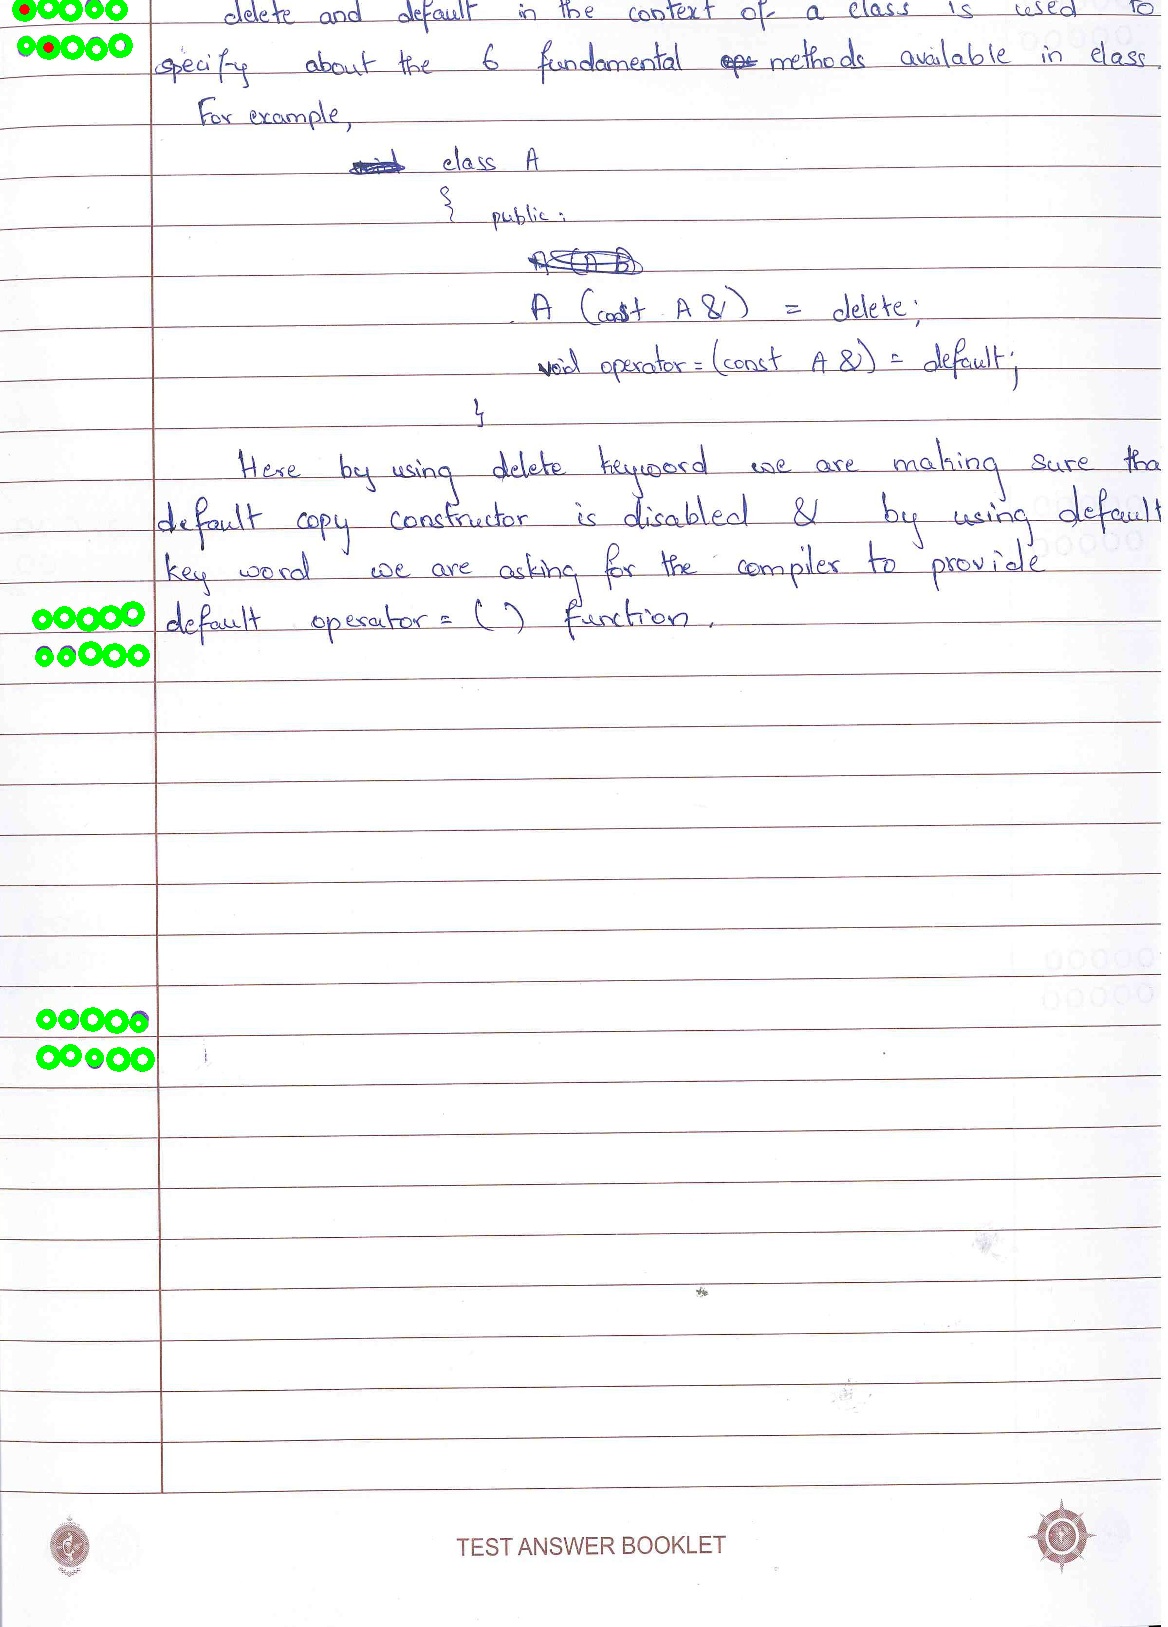 delete and default in the context of a class is used to
specify about the 6 fundamental methods available in class.
For example,
class A
{ public:
A (const A &) = delete;
void operator=(const A &) = default;
}
Here by using delete keyword we are making sure tha
default copy constructor is disabled & by using default
key word we are asking for the compiler to provide
default operator = ( ) function.
TEST ANSWER BOOKLET